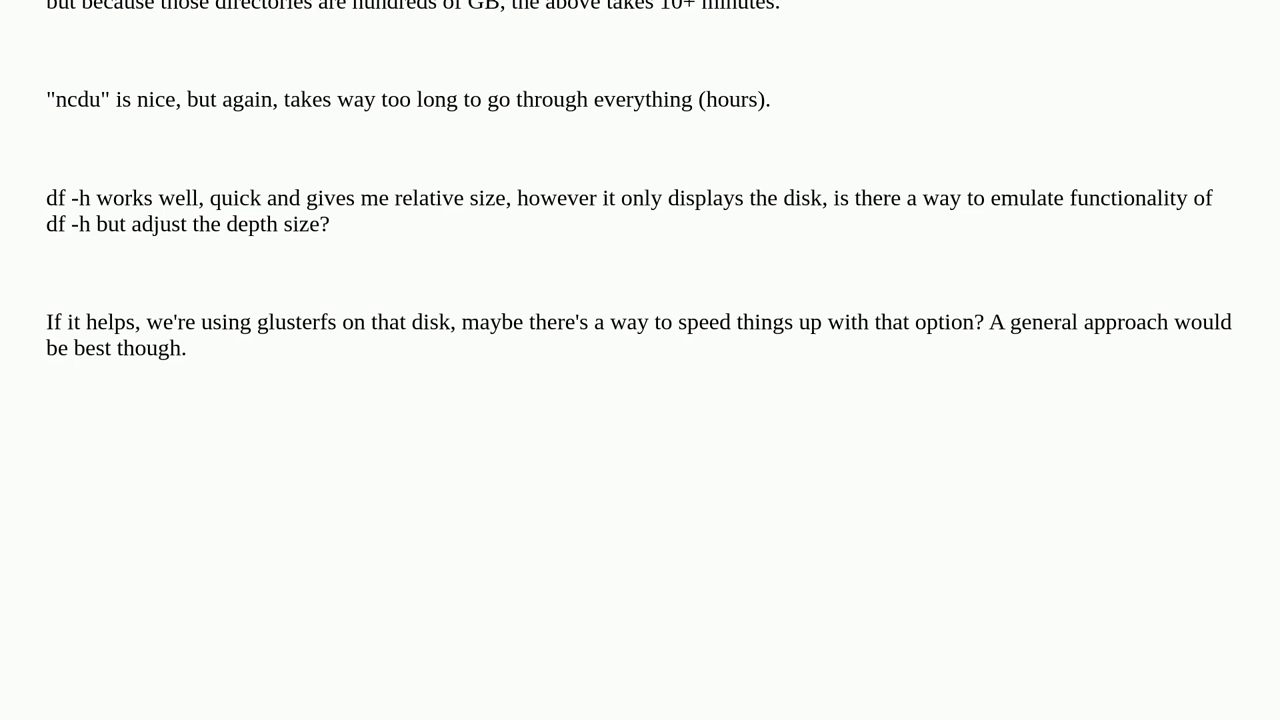 but because those directories are hundreds of GB, the above takes 10+ minutes.
"ncdu" is nice, but again, takes way too long to go through everything (hours).
df -h works well, quick and gives me relative size, however it only displays the disk, is there a way to emulate functionality of
df -h but adjust the depth size?
If it helps, we're using glusterfs on that disk, maybe there's a way to speed things up with that option? A general approach would
be best though.